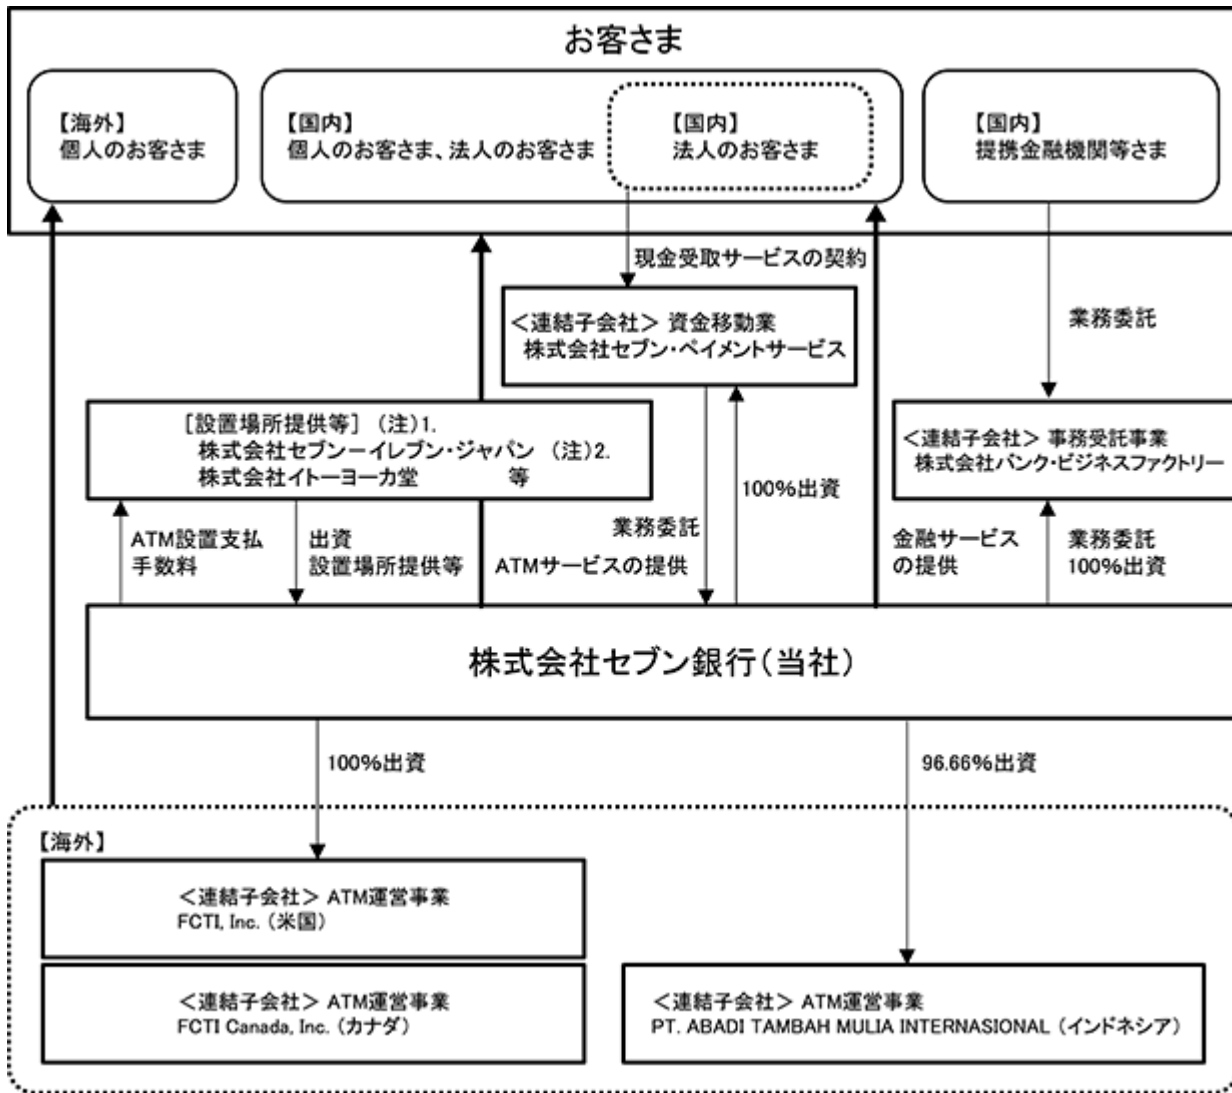 お客さま
【海外】
個人のお客さま
【国内】
個人のお客さま、法人のお客さま
【国内】
法人のお客さま
【国内】
提携金融機関等さま
現金受取サービスの契約
業務委託
＜連結子会社＞ 資金移動業
株式会社セブン・ペイメントサービス
[設置場所提供等] (注)1.
株式会社セブン－イレブン・ジャパン (注)2.
株式会社イトーヨーカ堂 等
＜連結子会社＞ 事務受託事業
株式会社バンク・ビジネスファクトリー
ATM設置支払
手数料
出資
設置場所提供等
ATMサービスの提供
業務委託
100%出資
金融サービス
の提供
業務委託
100%出資
株式会社セブン銀行(当社)
100%出資
96.66%出資
【海外】
＜連結子会社＞ ATM運営事業
FCTI, Inc. (米国)
＜連結子会社＞ ATM運営事業
FCTI Canada, Inc. (カナダ)
＜連結子会社＞ ATM運営事業
PT. ABADI TAMBAH MULIA INTERNASIONAL (インドネシア)